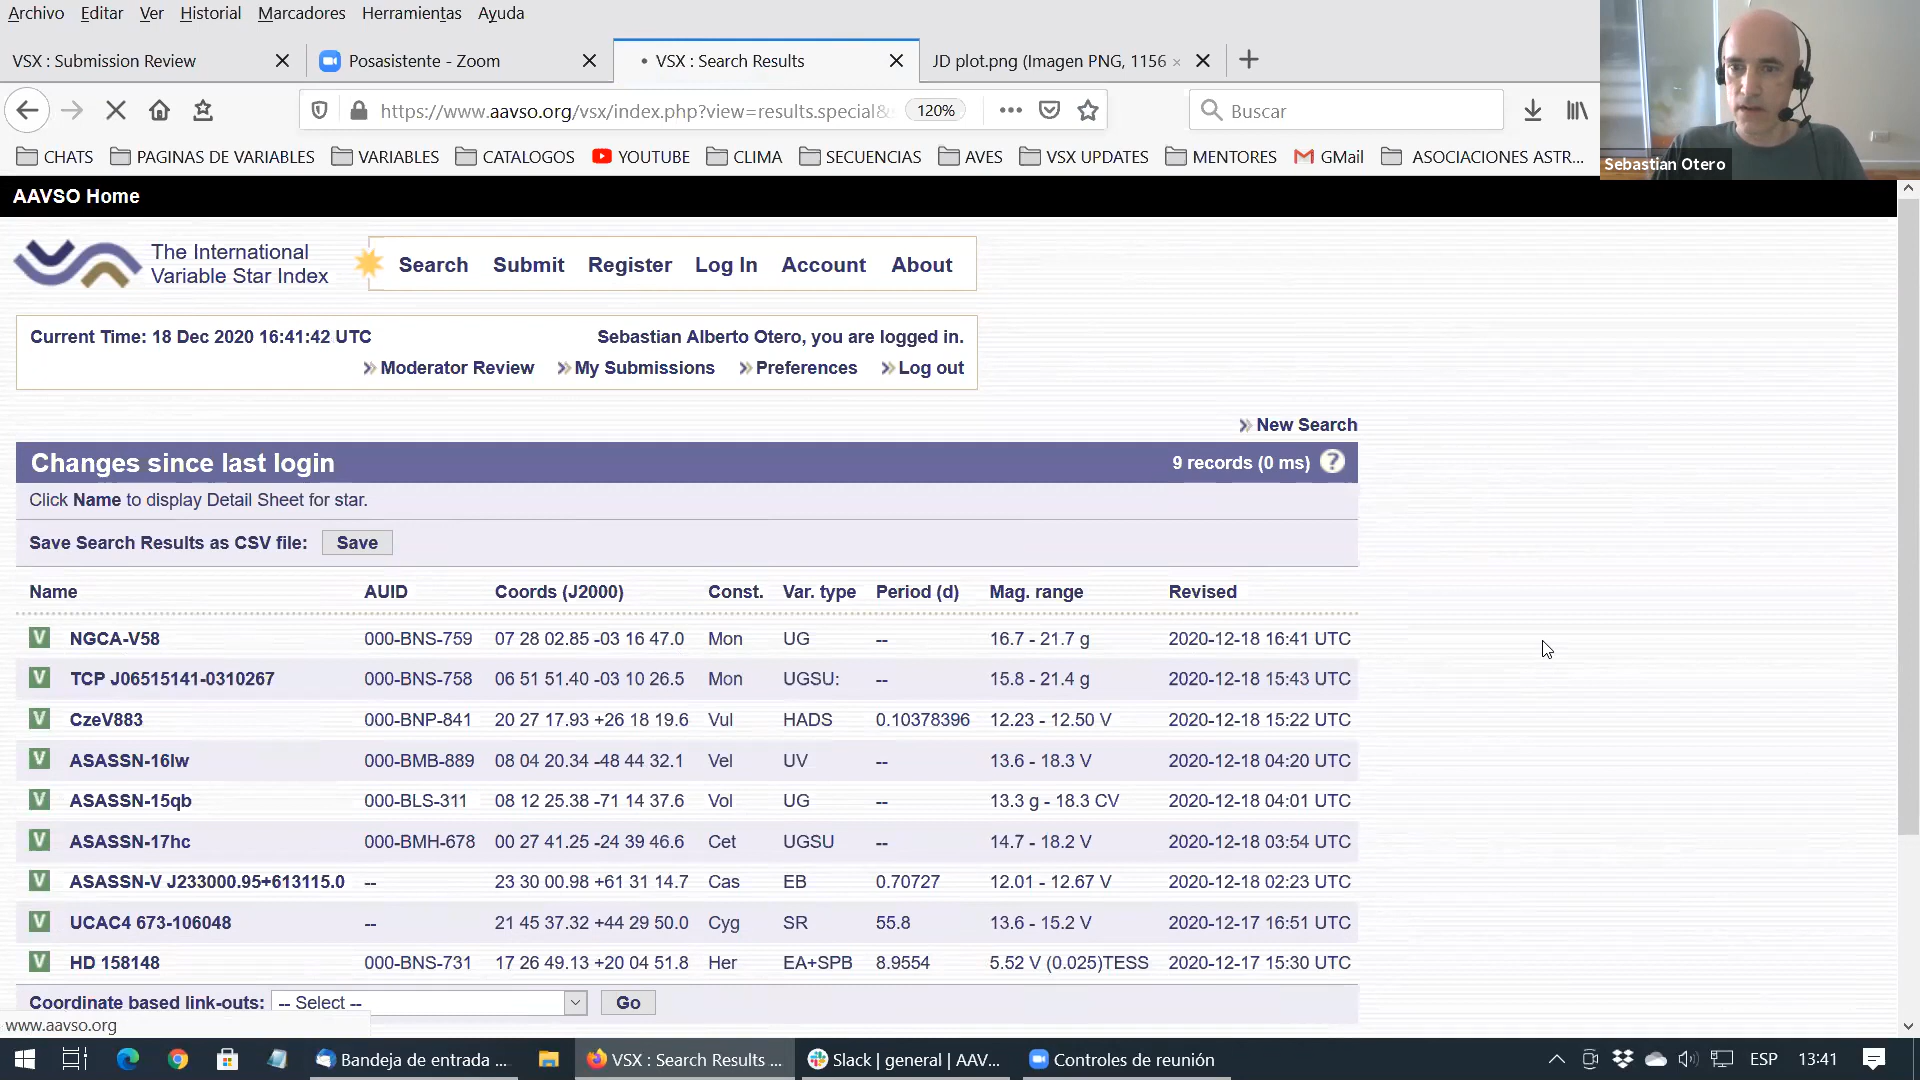 Archivo Editar Ver Historial Marcadores Herramientas Ayuda
VSX : Submission Review
Posasistente - Zoom
VSX : Search Results
JD plot.png (Imagen PNG, 1156
https://www.aavso.org/vsx/index.php?view=results.special&s
120%
Buscar
CHATS PAGINAS DE VARIABLES VARIABLES CATALOGOS YOUTUBE CLIMA SECUENCIAS AVES VSX UPDATES MENTORES GMail ASOCIACIONES ASTR...
Sebastian Otero
AAVSO Home
The International
Variable Star Index
Search Submit Register Log In Account About
Current Time: 18 Dec 2020 16:41:42 UTC
Sebastian Alberto Otero, you are logged in.
Moderator Review My Submissions Preferences Log out
New Search
Changes since last login
9 records (0 ms) ?
Click Name to display Detail Sheet for star.
Save Search Results as CSV file: Save
Name AUID Coords (J2000) Const. Var. type Period (d) Mag. range Revised
V NGCA-V58 000-BNS-759 07 28 02.85 -03 16 47.0 Mon UG -- 16.7 - 21.7 g 2020-12-18 16:41 UTC
V TCP J06515141-0310267 000-BNS-758 06 51 51.40 -03 10 26.5 Mon UGSU: -- 15.8 - 21.4 g 2020-12-18 15:43 UTC
V CzeV883 000-BNP-841 20 27 17.93 +26 18 19.6 Vul HADS 0.10378396 12.23 - 12.50 V 2020-12-18 15:22 UTC
V ASASSN-16lw 000-BMB-889 08 04 20.34 -48 44 32.1 Vel UV -- 13.6 - 18.3 V 2020-12-18 04:20 UTC
V ASASSN-15qb 000-BLS-311 08 12 25.38 -71 14 37.6 Vol UG -- 13.3 g - 18.3 CV 2020-12-18 04:01 UTC
V ASASSN-17hc 000-BMH-678 00 27 41.25 -24 39 46.6 Cet UGSU -- 14.7 - 18.2 V 2020-12-18 03:54 UTC
V ASASSN-V J233000.95+613115.0 -- 23 30 00.98 +61 31 14.7 Cas EB 0.70727 12.01 - 12.67 V 2020-12-18 02:23 UTC
V UCAC4 673-106048 -- 21 45 37.32 +44 29 50.0 Cyg SR 55.8 13.6 - 15.2 V 2020-12-17 16:51 UTC
V HD 158148 000-BNS-731 17 26 49.13 +20 04 51.8 Her EA+SPB 8.9554 5.52 V (0.025)TESS 2020-12-17 15:30 UTC
Coordinate based link-outs: -- Select -- Go
www.aavso.org
Bandeja de entrada ...
VSX : Search Results ...
Slack | general | AAV...
Controles de reunión
ESP
13:41